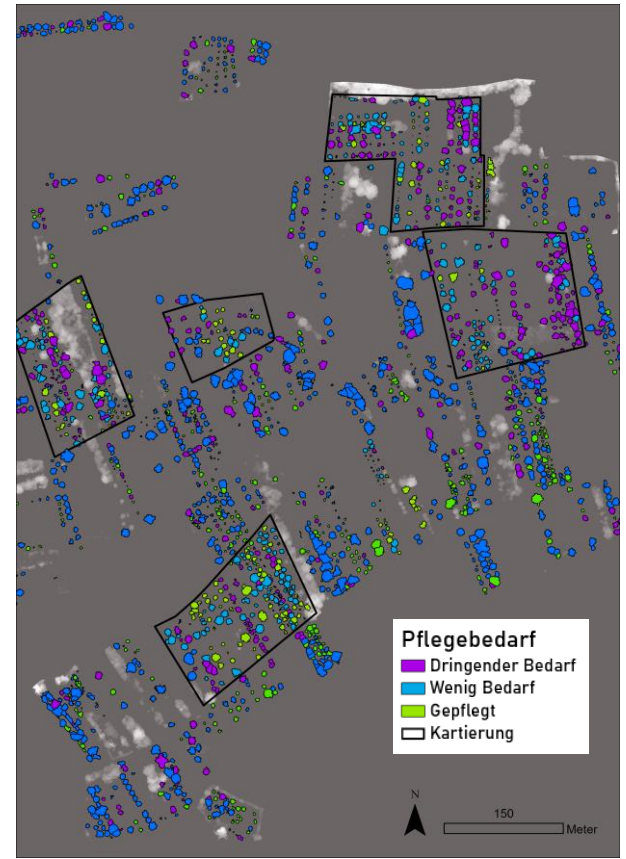 Pflegebedarf
Dringender Bedarf
Wenig Bedarf
Gepflegt
Kartierung
N
150
Meter